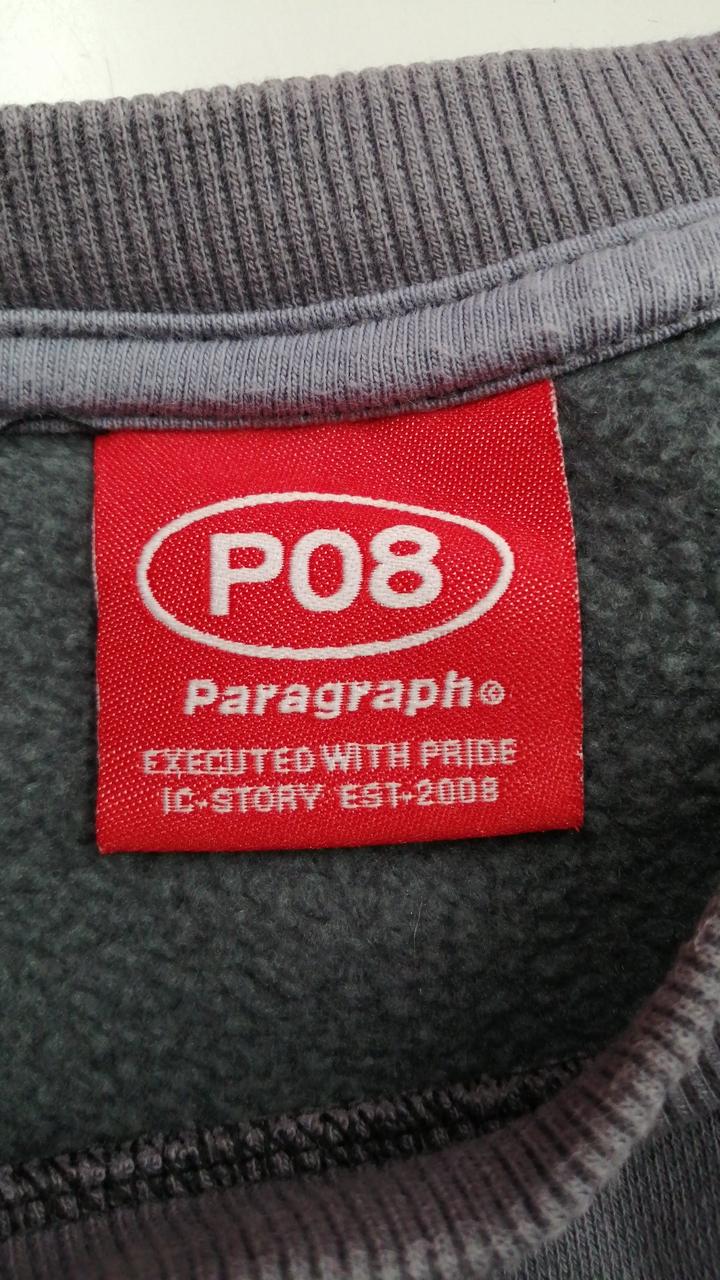 P08
Paragraph®
EXECUTED WITH PRIDE
IC-STORY EST-2008